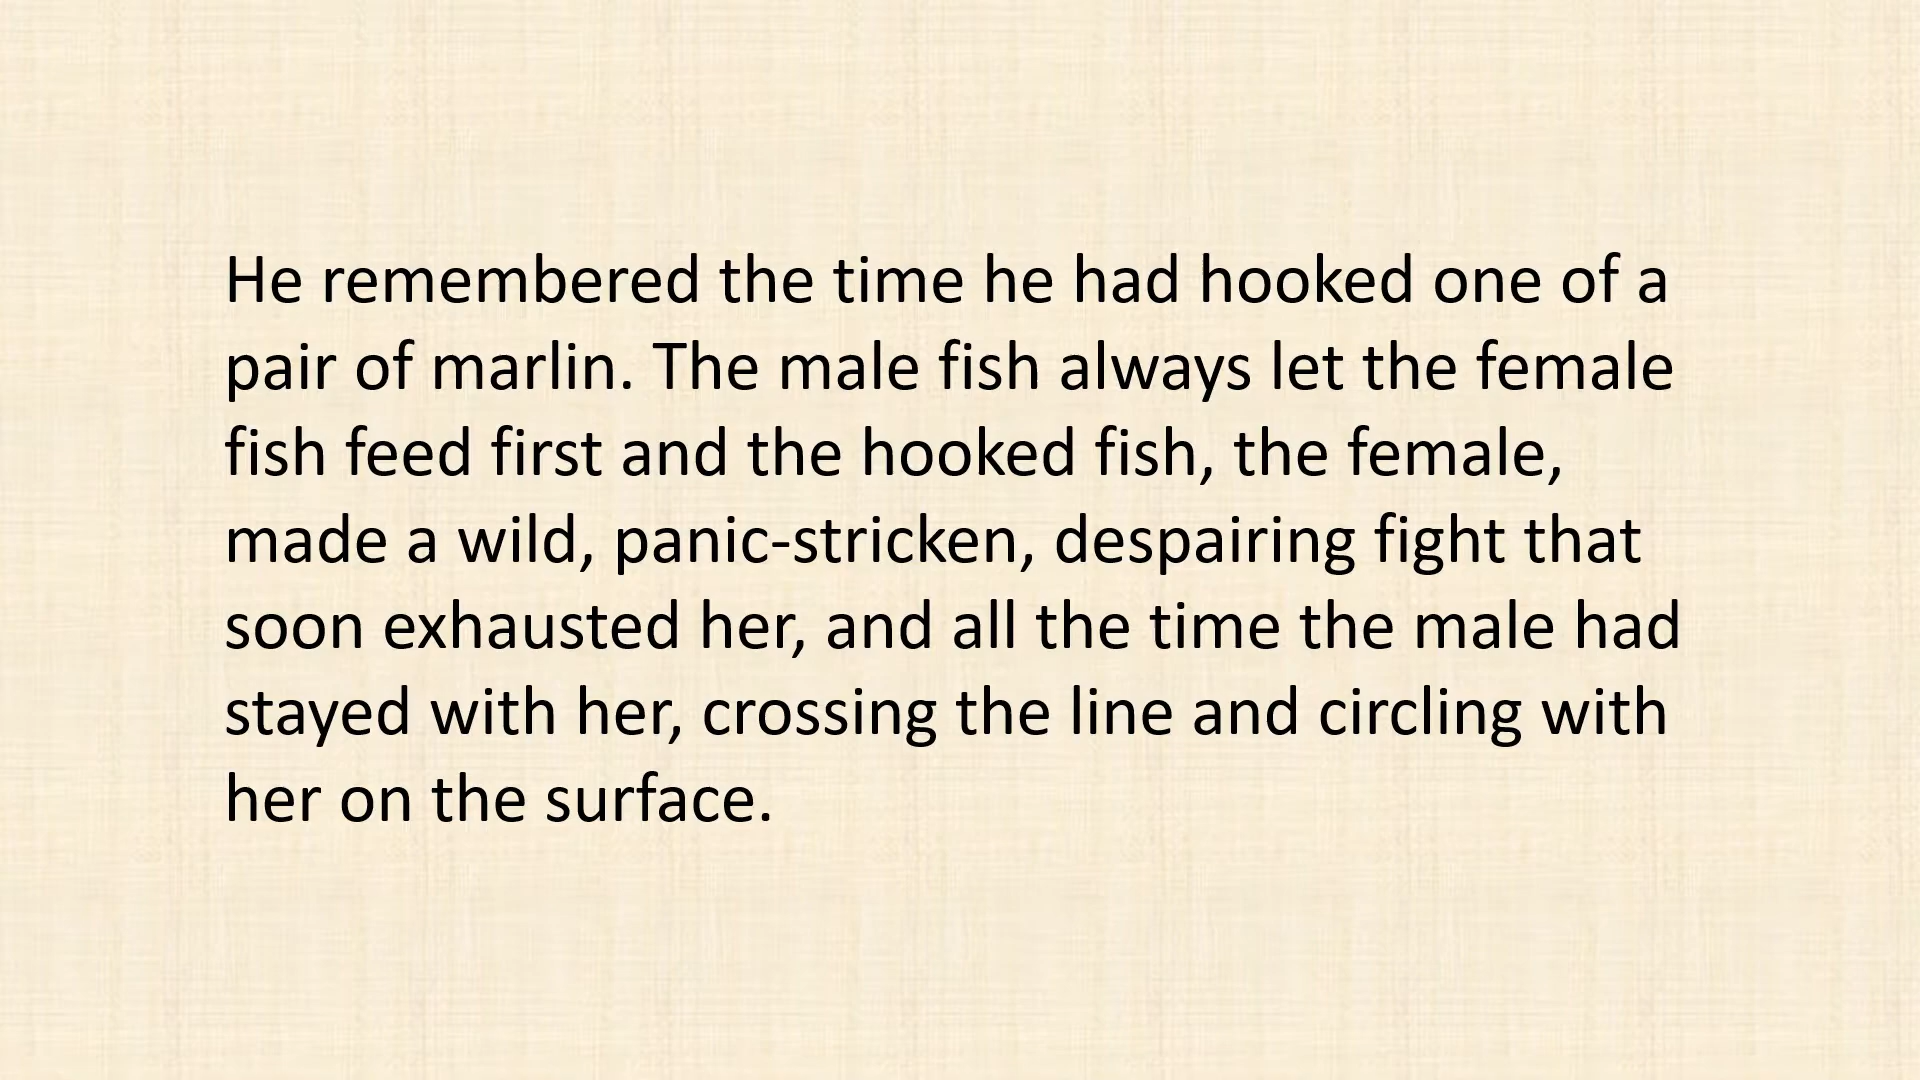 He remembered the time he had hooked one of a
pair of marlin. The male fish always let the female
fish feed first and the hooked fish, the female,
made a wild, panic-stricken, despairing fight that
soon exhausted her, and all the time the male had
stayed with her, crossing the line and circling with
her on the surface.